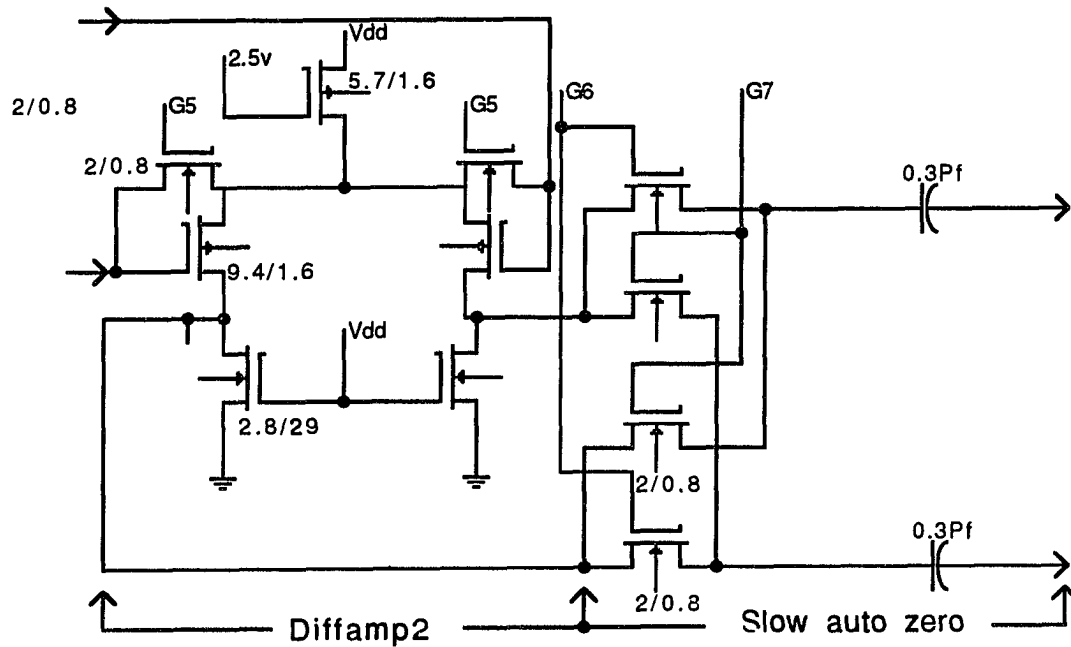 Vdd
2.5v
5.7/1.6
2/0.8
G5
G5
G6
G7
2/0.8
0.3Pf
9.4/1.6
Vdd
2.8/29
2/0.8
0.3Pf
2/0.8
Diffamp2
Slow auto zero